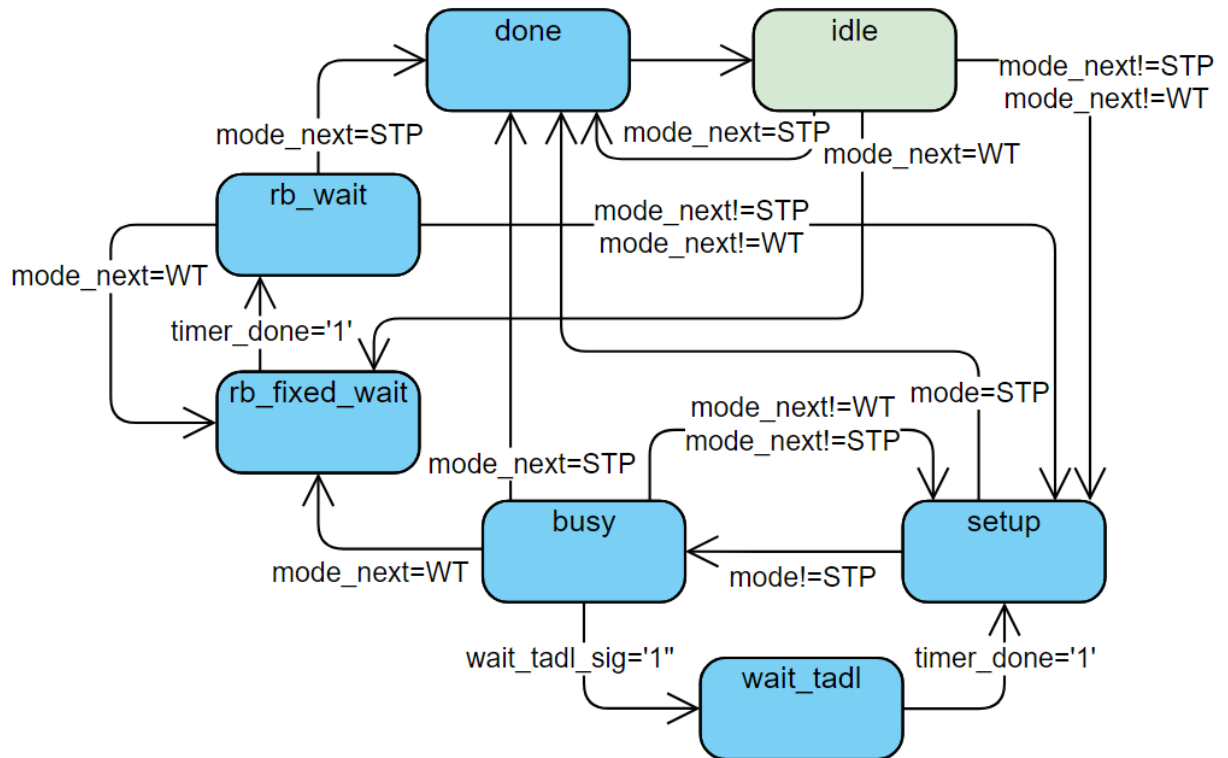 done
idle
mode_next!=STP
mode_next!=WT
mode_next=STP
mode_next=STP
mode_next=WT
rb_wait
mode_next!=STP
mode_next!=WT
mode_next=WT
timer_done='1'
rb_fixed_wait
mode=STP
mode_next!=WT
mode_next!=STP
mode_next=STP
busy
setup
mode_next=WT
mode!=STP
wait_tadl_sig='1"
timer_done='1'
wait_tadl